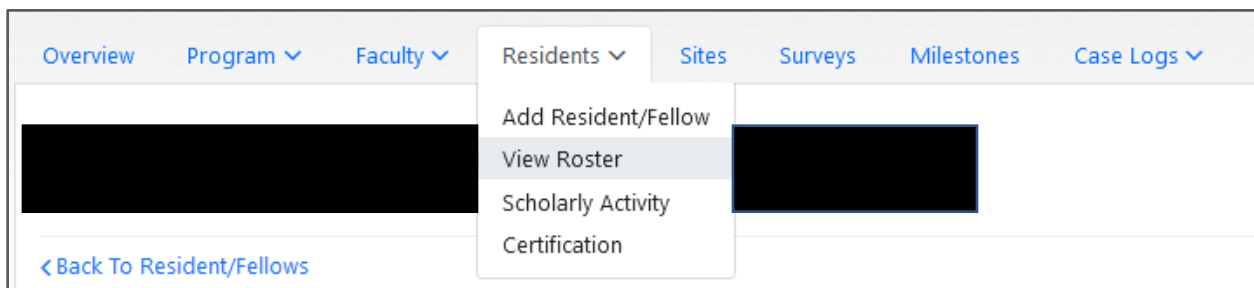 Overview Program Faculty Residents Sites Surveys Milestones Case Logs
Add Resident/Fellow
View Roster
Scholarly Activity
Certification
Back To Resident/Fellows